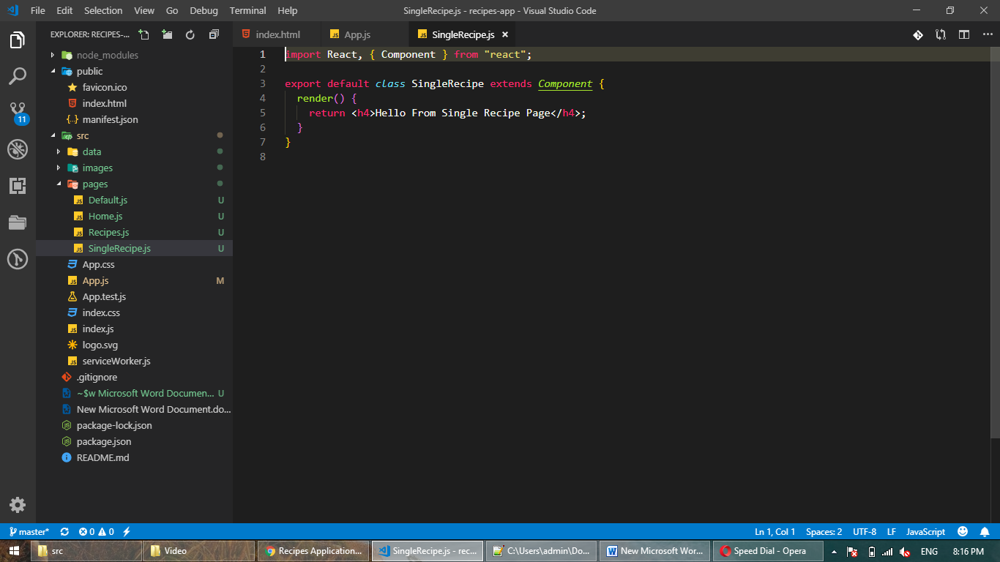 File Edit Selection View Go Debug Terminal Help SingleRecipe.js - recipes-app - Visual Studio Code
EXPLORER: RECIPES-...
index.html App.js SingleRecipe.js
node_modules
public
favicon.ico
index.html
manifest.json
src
data
images
pages
Default.js U
Home.js U
Recipes.js U
SingleRecipe.js U
App.css
App.js M
App.test.js
index.css
index.js
logo.svg
serviceWorker.js
.gitignore
~$w Microsoft Word Documen... U
New Microsoft Word Document.do...
package-lock.json
package.json
README.md
11
1 import React, { Component } from "react";
2
3 export default class SingleRecipe extends Component {
4 render() {
5 return <h4>Hello From Single Recipe Page</h4>;
6 }
7 }
8
master* 0 0 Ln 1, Col 1 Spaces: 2 UTF-8 LF JavaScript
src Video Recipes Application... SingleRecipe.js - rec... C:\Users\admin\Do... New Microsoft Wor... Speed Dial - Opera ENG 8:16 PM